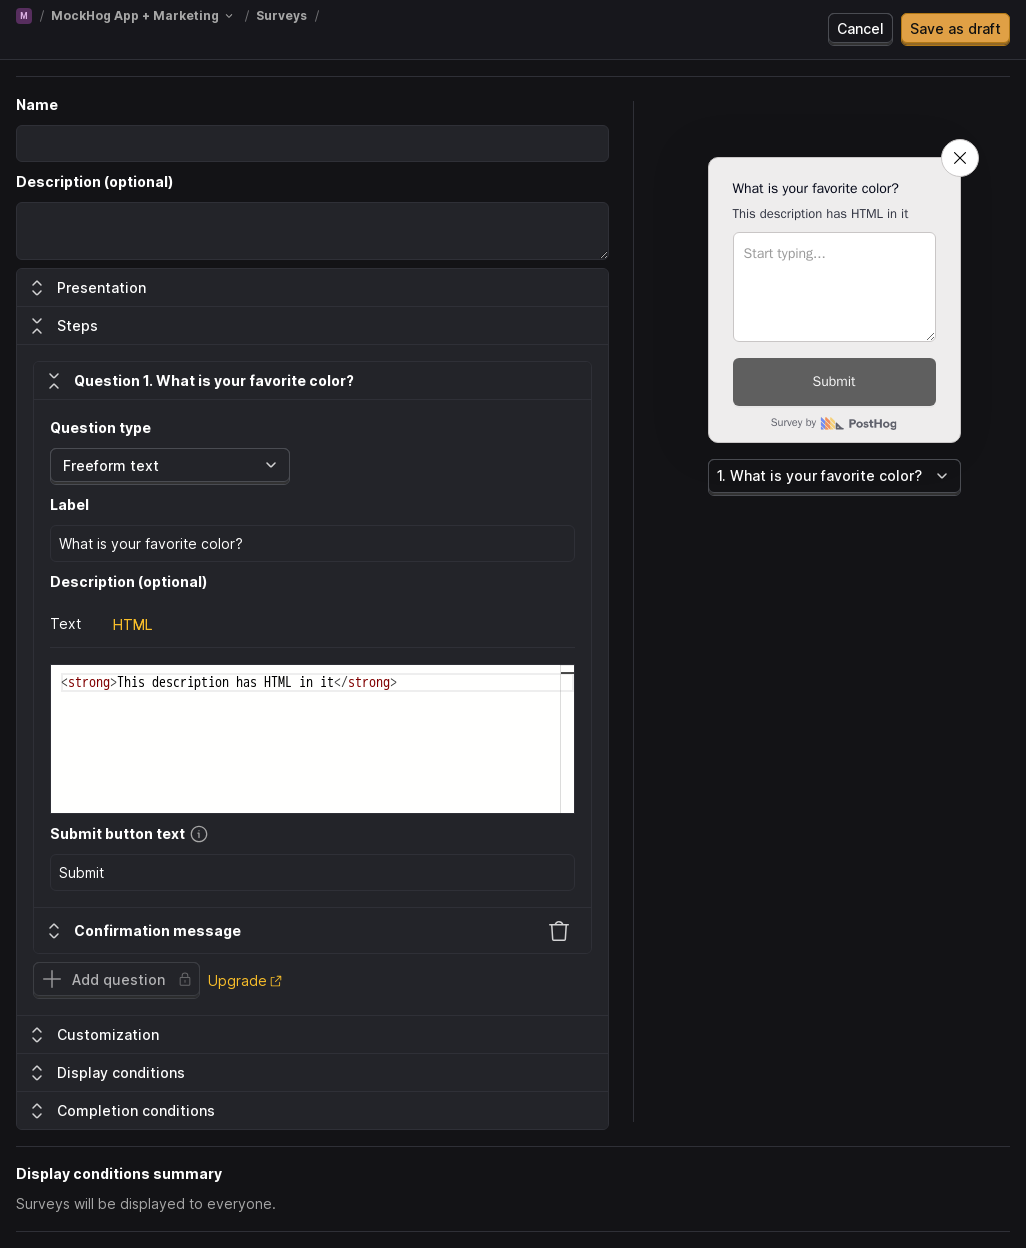 M / MockHog App + Marketing / Surveys /
Cancel
Save as draft
Name
Description (optional)
Presentation
Steps
Question 1. What is your favorite color?
Question type
Freeform text
Label
What is your favorite color?
Description (optional)
Text HTML
<strong>This description has HTML in it</strong>
Submit button text
Submit
Confirmation message
Add question Upgrade
Customization
Display conditions
Completion conditions
What is your favorite color?
This description has HTML in it
Start typing...
Submit
Survey by PostHog
1. What is your favorite color?
Display conditions summary
Surveys will be displayed to everyone.